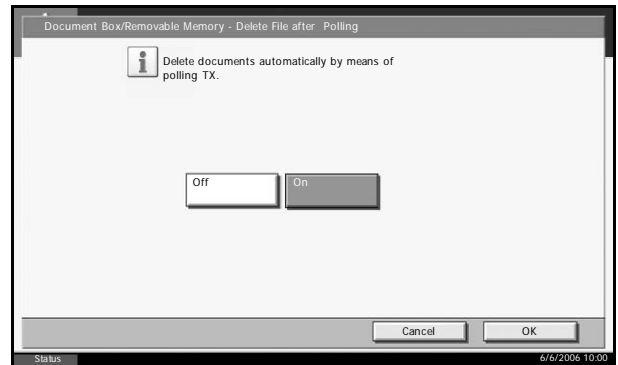 Document Box/Removable Memory - Delete File after Polling
Delete documents automatically by means of
polling TX.
Off
On
Cancel
OK
Status
6/6/2006 10:00